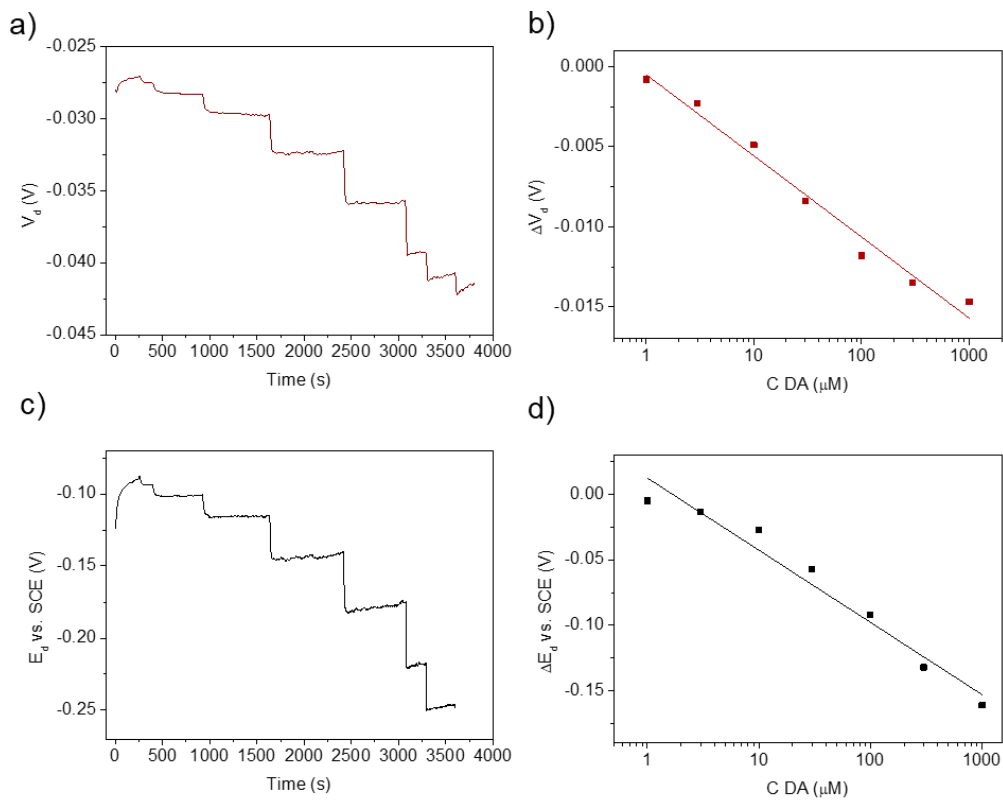 a)
-0.025
-0.030
-0.035
-0.040
-0.045
V_d (V)
0 500 1000 1500 2000 2500 3000 3500 4000
Time (s)
b)
0.000
-0.005
-0.010
-0.015
ΔV_d (V)
1 10 100 1000
C DA (μM)
c)
-0.10
-0.15
-0.20
-0.25
E_d vs. SCE (V)
0 500 1000 1500 2000 2500 3000 3500 4000
Time (s)
d)
0.00
-0.05
-0.10
-0.15
ΔE_d vs. SCE (V)
1 10 100 1000
C DA (μM)